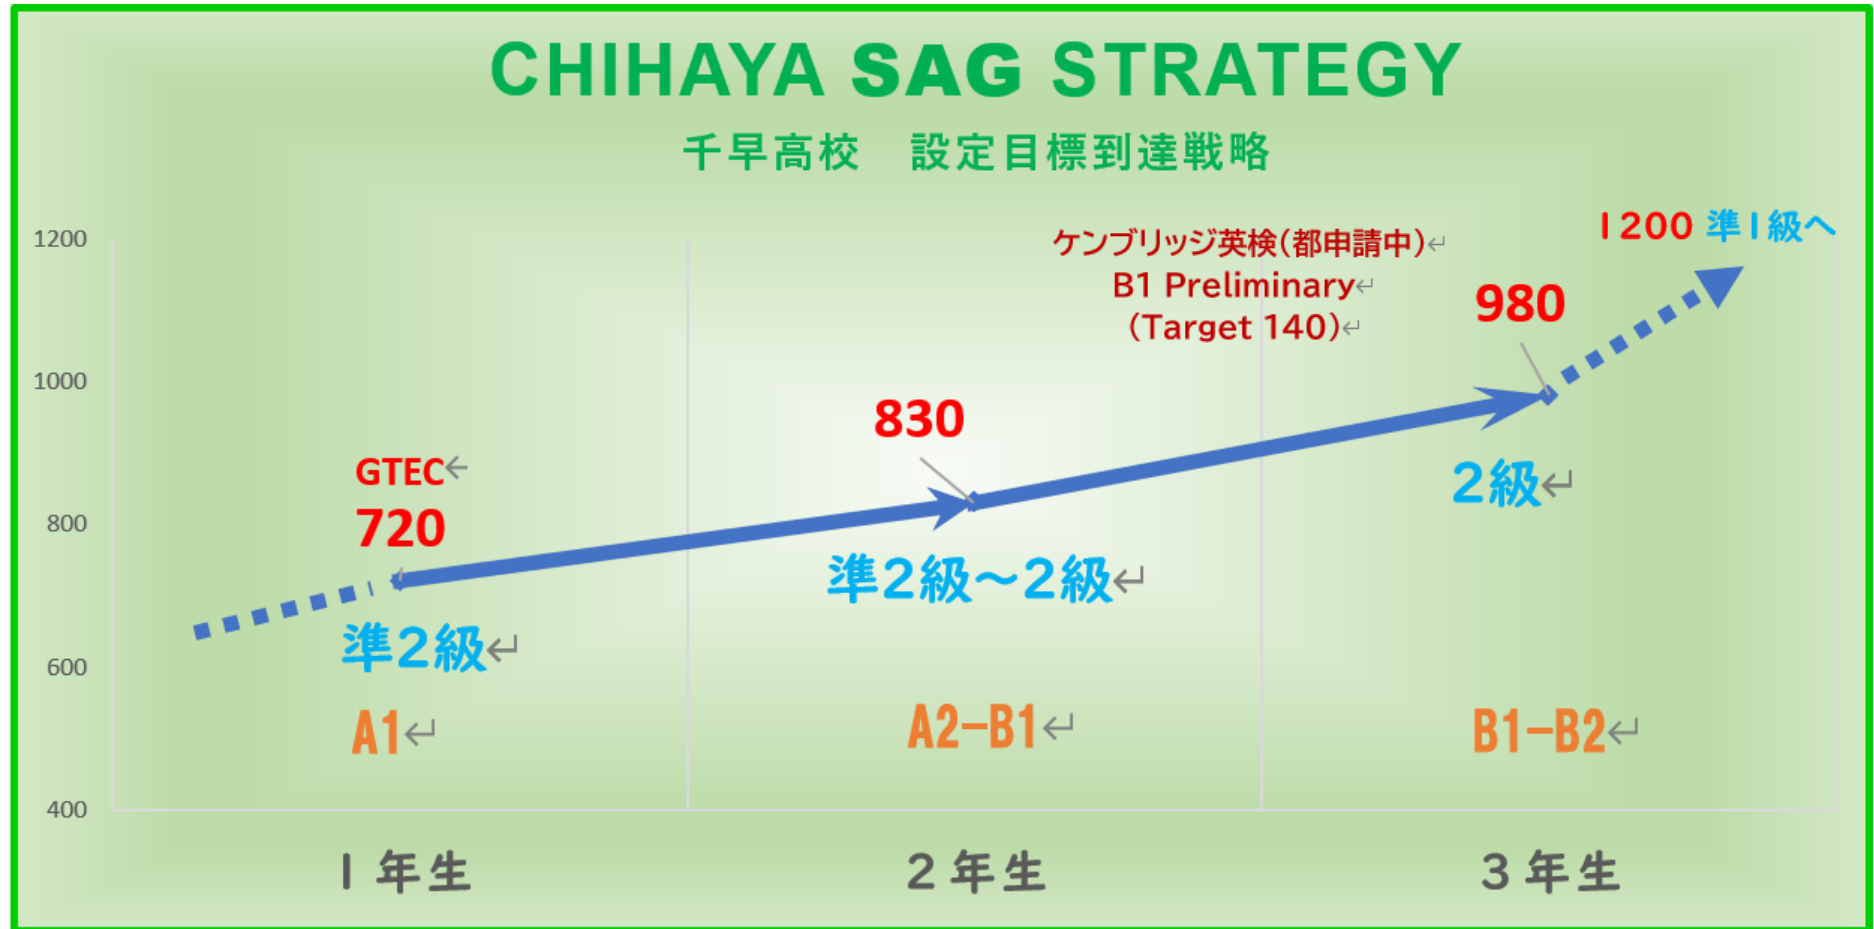 CHIHAYA SAG STRATEGY
千早高校　設定目標到達戦略
1200
1000
800
600
400
GTEC←
720
準2級↵
A1↵
830
準2級～2級↵
A2-B1↵
ケンブリッジ英検(都申請中)↵
B1 Preliminary↵
(Target 140)↵
980
2級↵
B1-B2↵
1200 準1級へ
1年生
2年生
3年生